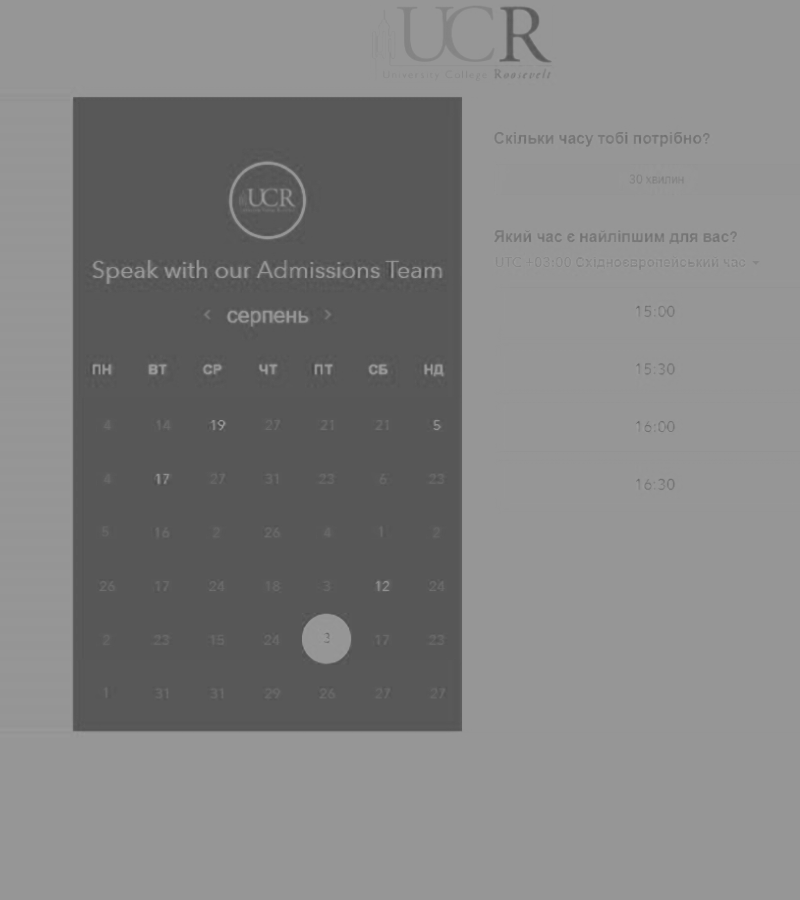 UCR
University College Roosevelt
UCR
Speak with our Admissions Team
серпень
ПН ВТ СР ЧТ ПТ СБ НД
4 14 19 27 21 21 5
4 17 27 31 23 6 23
5 16 2 26 4 1 2
26 17 24 18 3 12 24
2 23 15 24 3 17 23
1 31 31 29 26 27 27
Скільки часу тобі потрібно?
30 хвилин
Який час є найліпшим для вас?
UTC +03:00 Східноєвропейський час
15:00
15:30
16:00
16:30